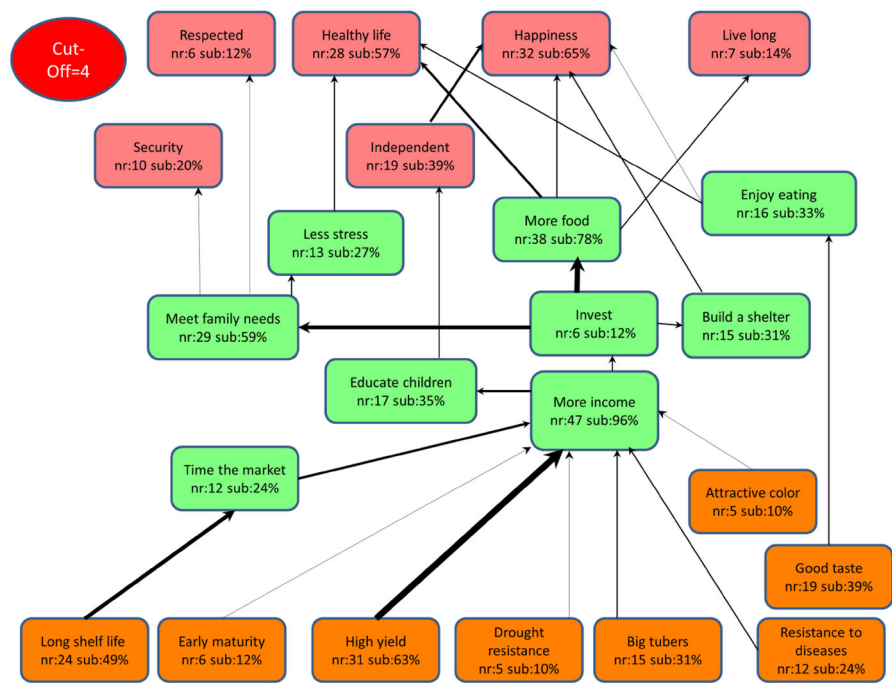 Cut-
Off=4
Respected
nr:6 sub:12%
Healthy life
nr:28 sub:57%
Happiness
nr:32 sub:65%
Live long
nr:7 sub:14%
Security
nr:10 sub:20%
Independent
nr:19 sub:39%
Enjoy eating
nr:16 sub:33%
Less stress
nr:13 sub:27%
More food
nr:38 sub:78%
Meet family needs
nr:29 sub:59%
Invest
nr:6 sub:12%
Build a shelter
nr:15 sub:31%
Educate children
nr:17 sub:35%
More income
nr:47 sub:96%
Time the market
nr:12 sub:24%
Attractive color
nr:5 sub:10%
Good taste
nr:19 sub:39%
Long shelf life
nr:24 sub:49%
Early maturity
nr:6 sub:12%
High yield
nr:31 sub:63%
Drought
resistance
nr:5 sub:10%
Big tubers
nr:15 sub:31%
Resistance to
diseases
nr:12 sub:24%